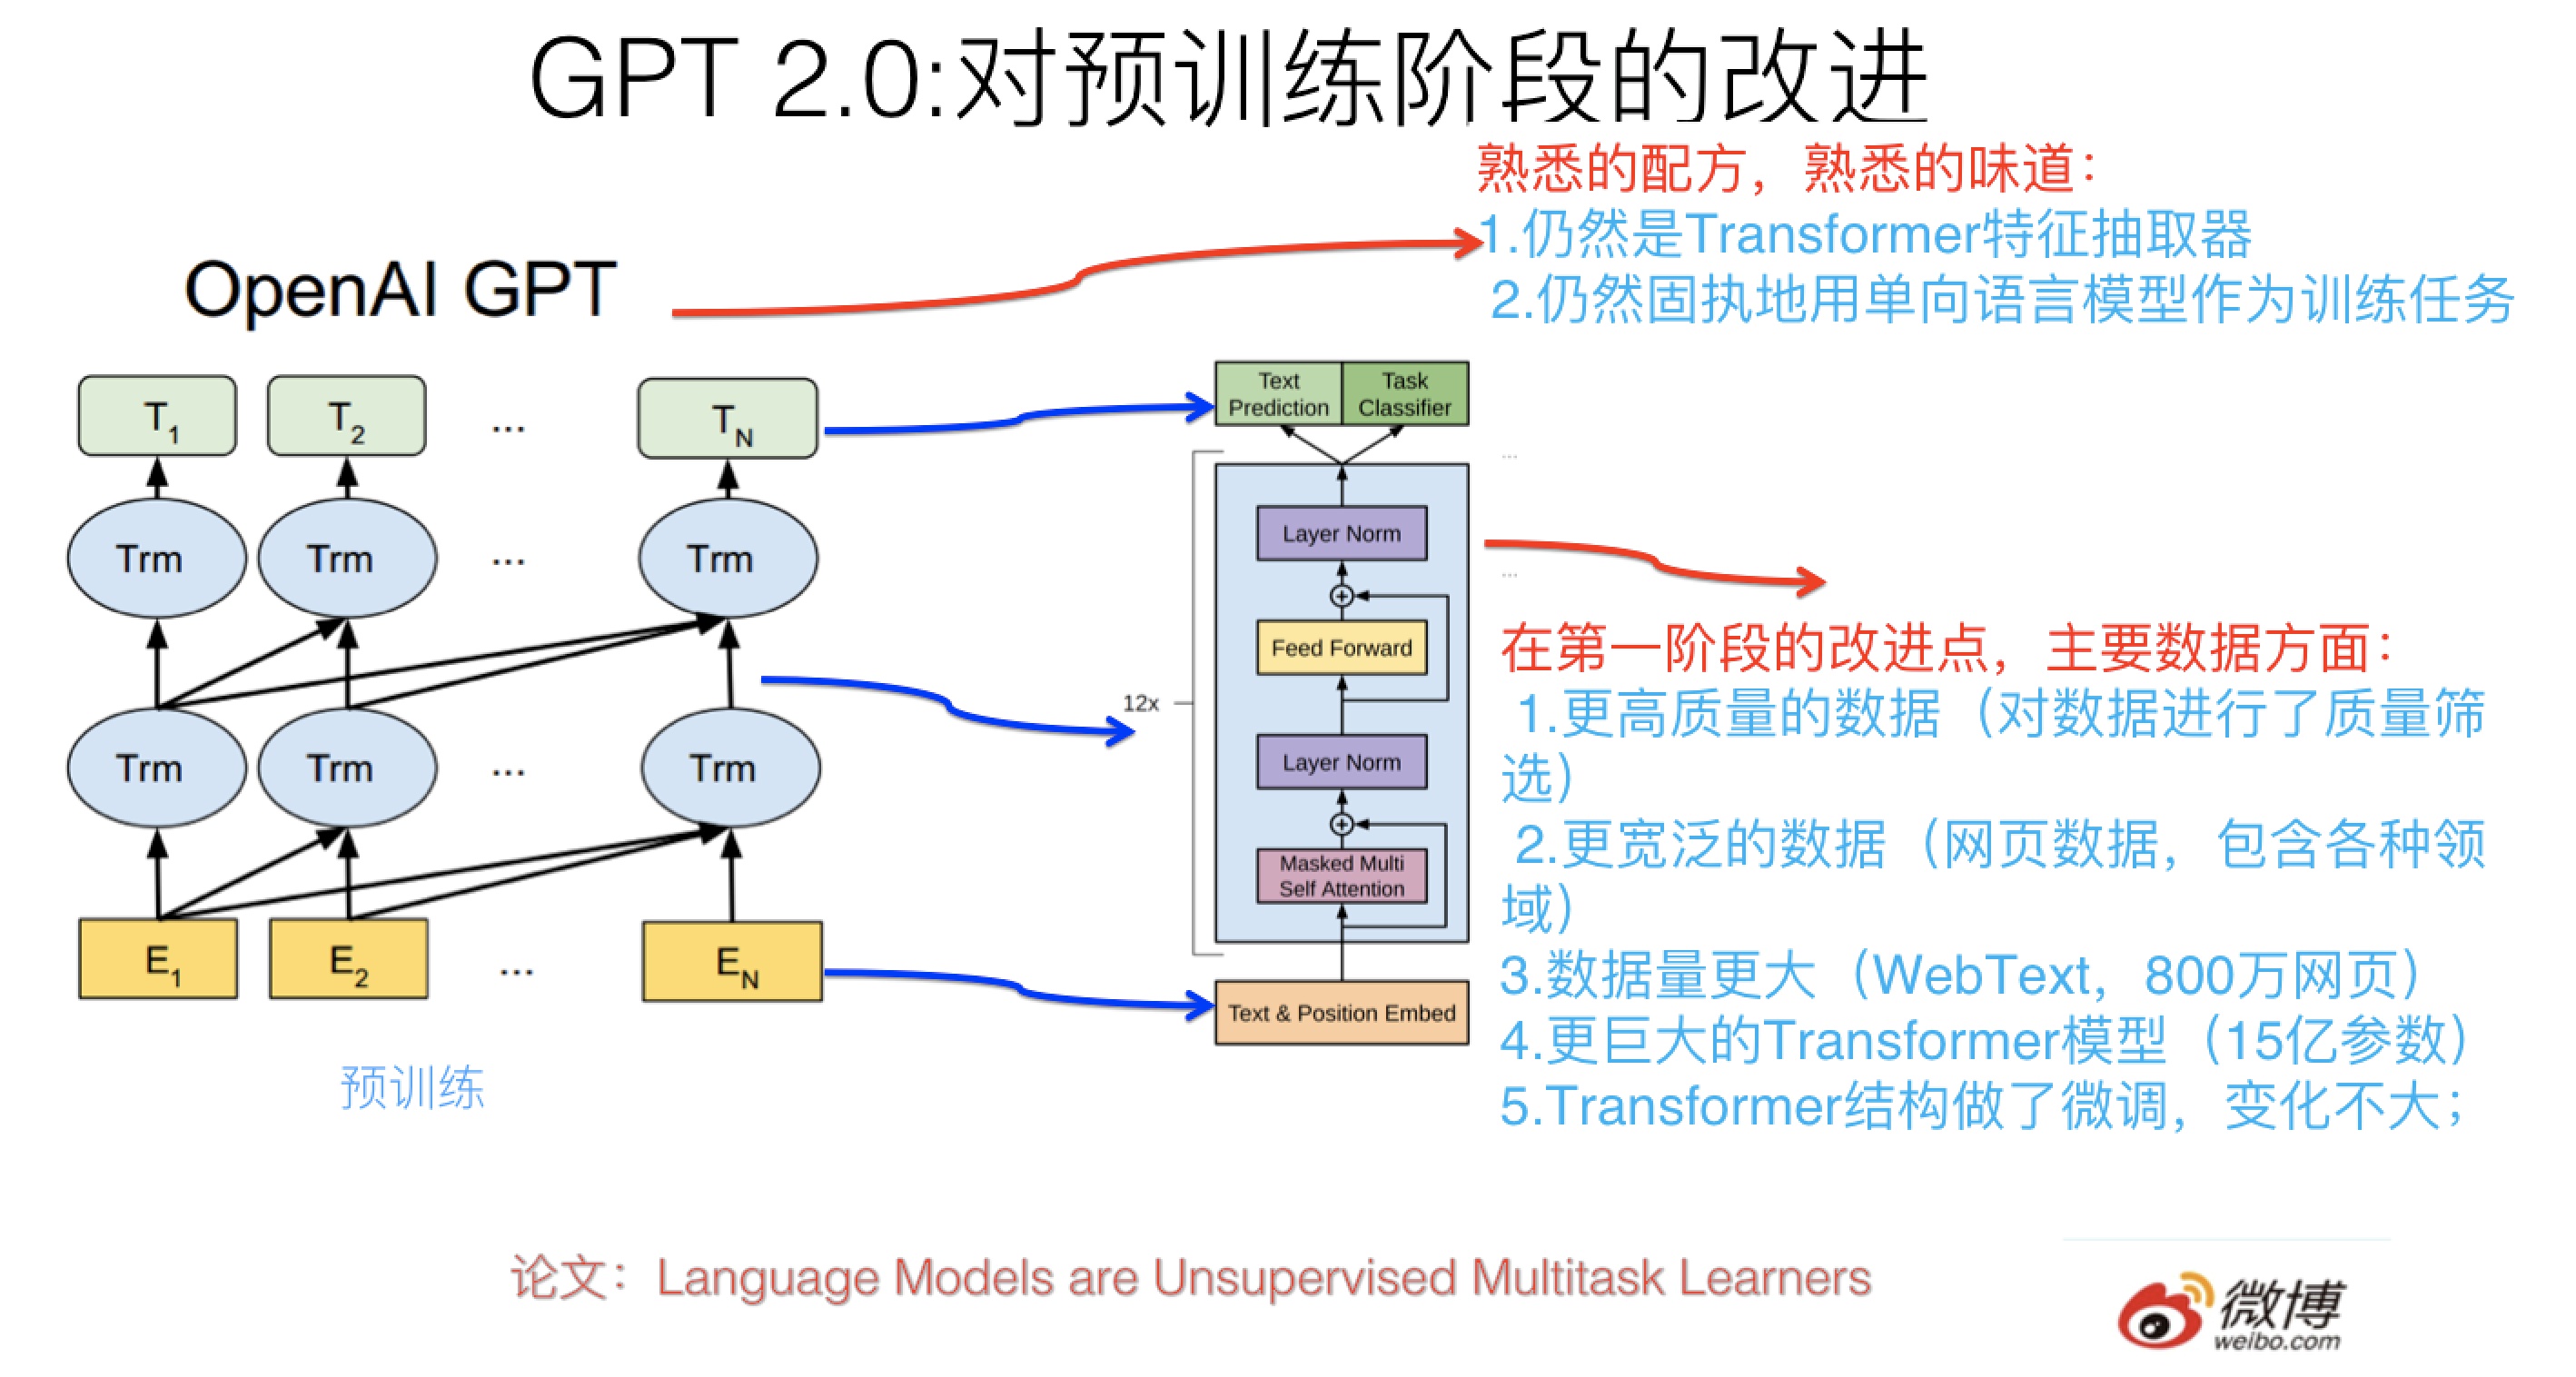 GPT 2.0:对预训练阶段的改进
熟悉的配方，熟悉的味道：
1.仍然是Transformer特征抽取器
2.仍然固执地用单向语言模型作为训练任务
OpenAI GPT
T1 T2 ... TN
Trm Trm ... Trm
Trm Trm ... Trm
E1 E2 ... EN
预训练
Text
Prediction
Task
Classifier
...
Layer Norm
...
+
Feed Forward
12x
Layer Norm
+
Masked Multi
Self Attention
Text & Position Embed
在第一阶段的改进点，主要数据方面：
1.更高质量的数据（对数据进行了质量筛
选）
2.更宽泛的数据（网页数据，包含各种领
域）
3.数据量更大（WebText，800万网页）
4.更巨大的Transformer模型（15亿参数）
5.Transformer结构做了微调，变化不大；
论文：Language Models are Unsupervised Multitask Learners
微博
weibo.com